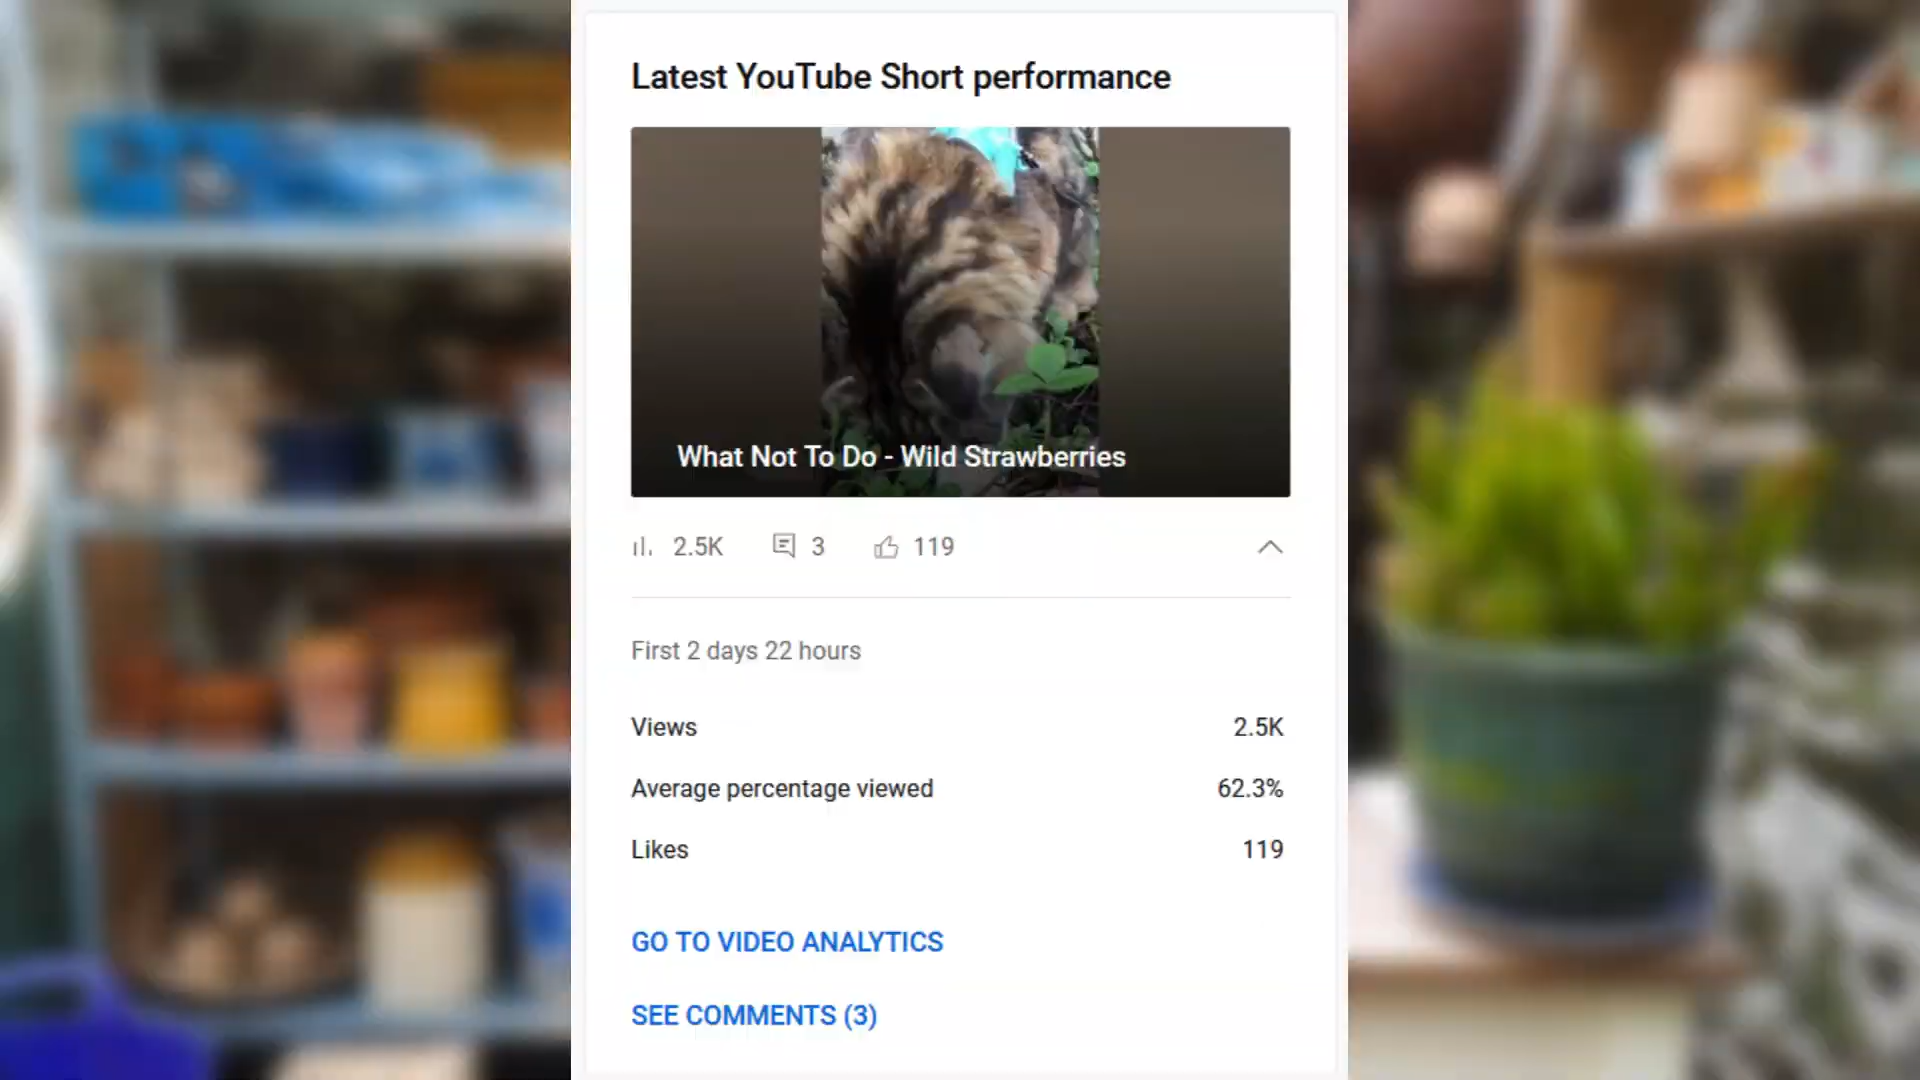 Latest YouTube Short performance
What Not To Do - Wild Strawberries
2.5K 3 119
First 2 days 22 hours
Views 2.5K
Average percentage viewed 62.3%
Likes 119
GO TO VIDEO ANALYTICS
SEE COMMENTS (3)